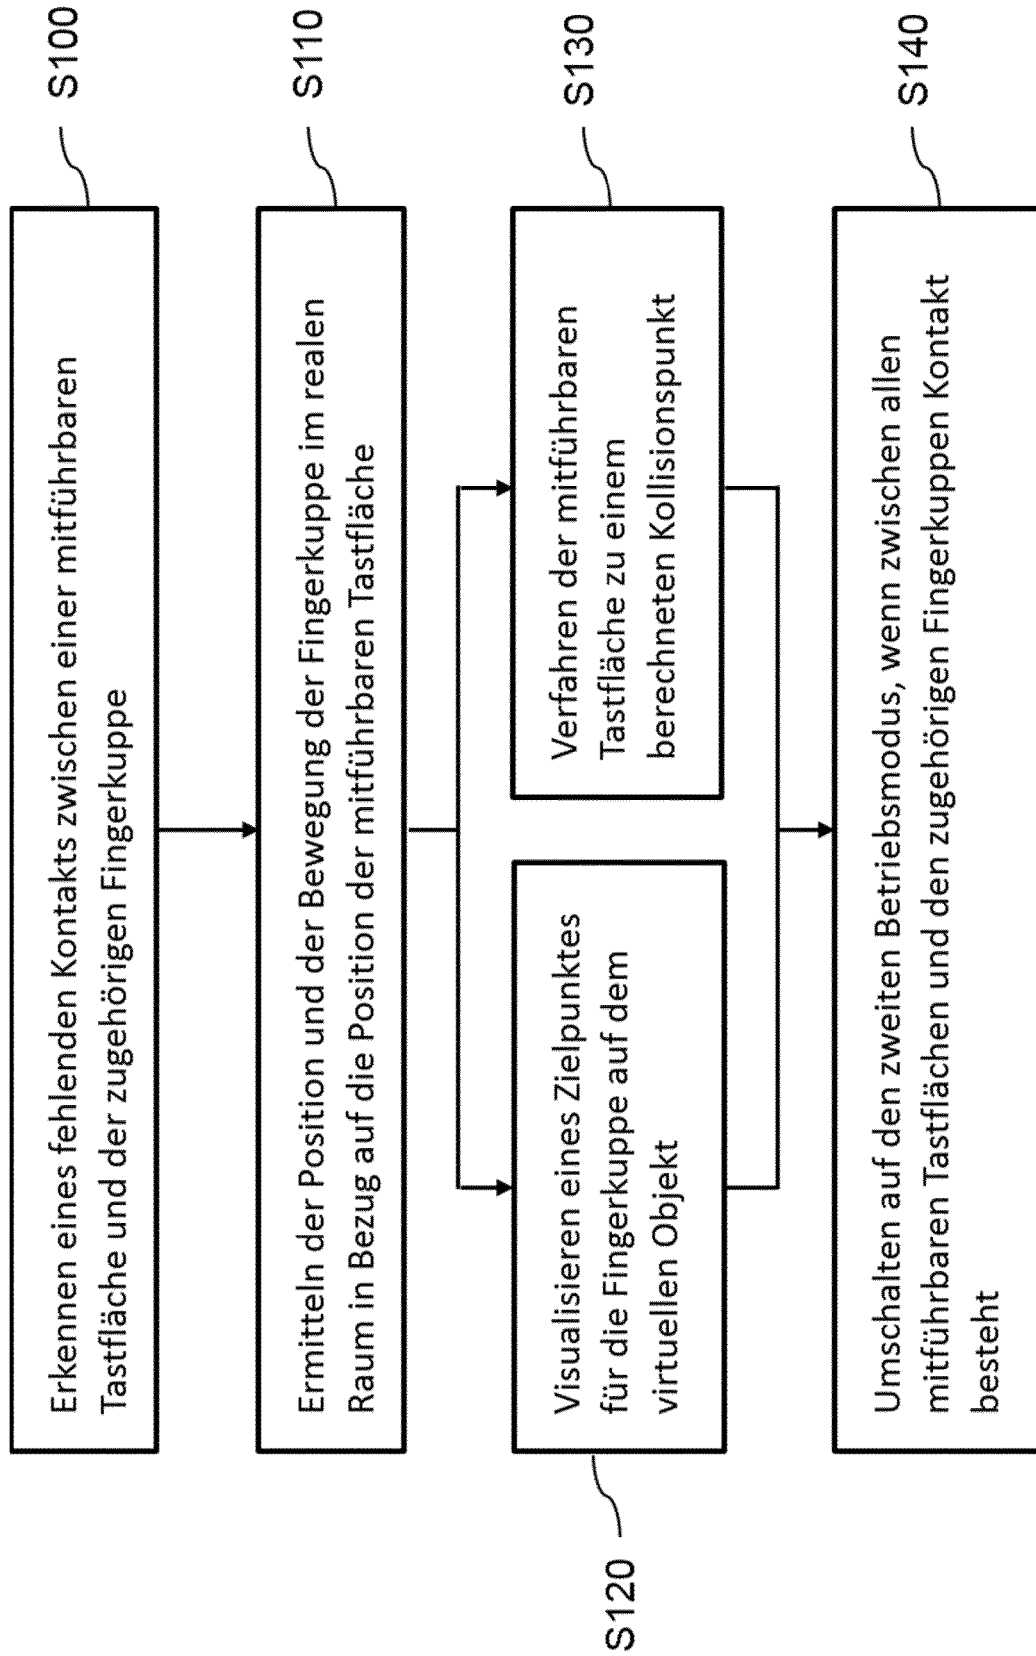 S100
Erkennen eines fehlenden Kontakts zwischen einer mitführbaren
Tastfläche und der zugehörigen Fingerkuppe
S110
Ermitteln der Position und der Bewegung der Fingerkuppe im realen
Raum in Bezug auf die Position der mitführbaren Tastfläche
S120
Visualisieren eines Zielpunktes
für die Fingerkuppe auf dem
virtuellen Objekt
S130
Verfahren der mitführbaren
Tastfläche zu einem
berechneten Kollisionspunkt
S140
Umschalten auf den zweiten Betriebsmodus, wenn zwischen allen
mitführbaren Tastflächen und den zugehörigen Fingerkuppen Kontakt
besteht